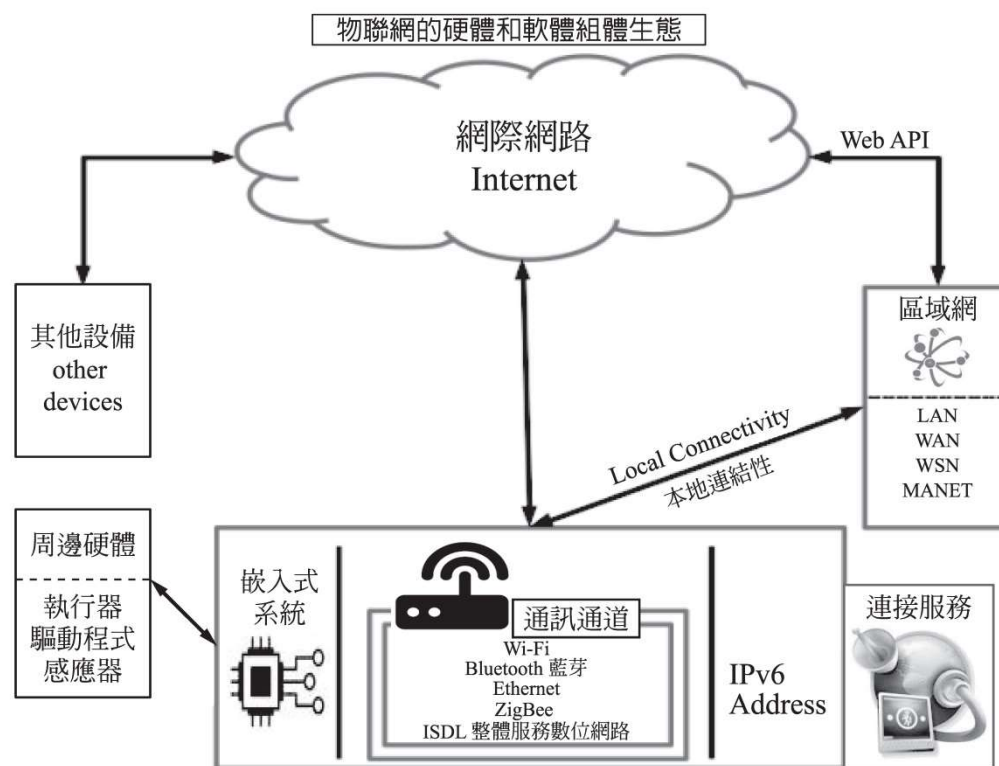 物聯網的硬體和軟體組體生態
網際網路
Internet
Web API
其他設備
other
devices
區域網
LAN
WAN
WSN
MANET
Local Connectivity
本地連結性
周邊硬體
執行器
驅動程式
感應器
嵌入式
系統
通訊通道
Wi-Fi
Bluetooth 藍芽
Ethernet
ZigBee
ISDL 整體服務數位網路
IPv6
Address
連接服務